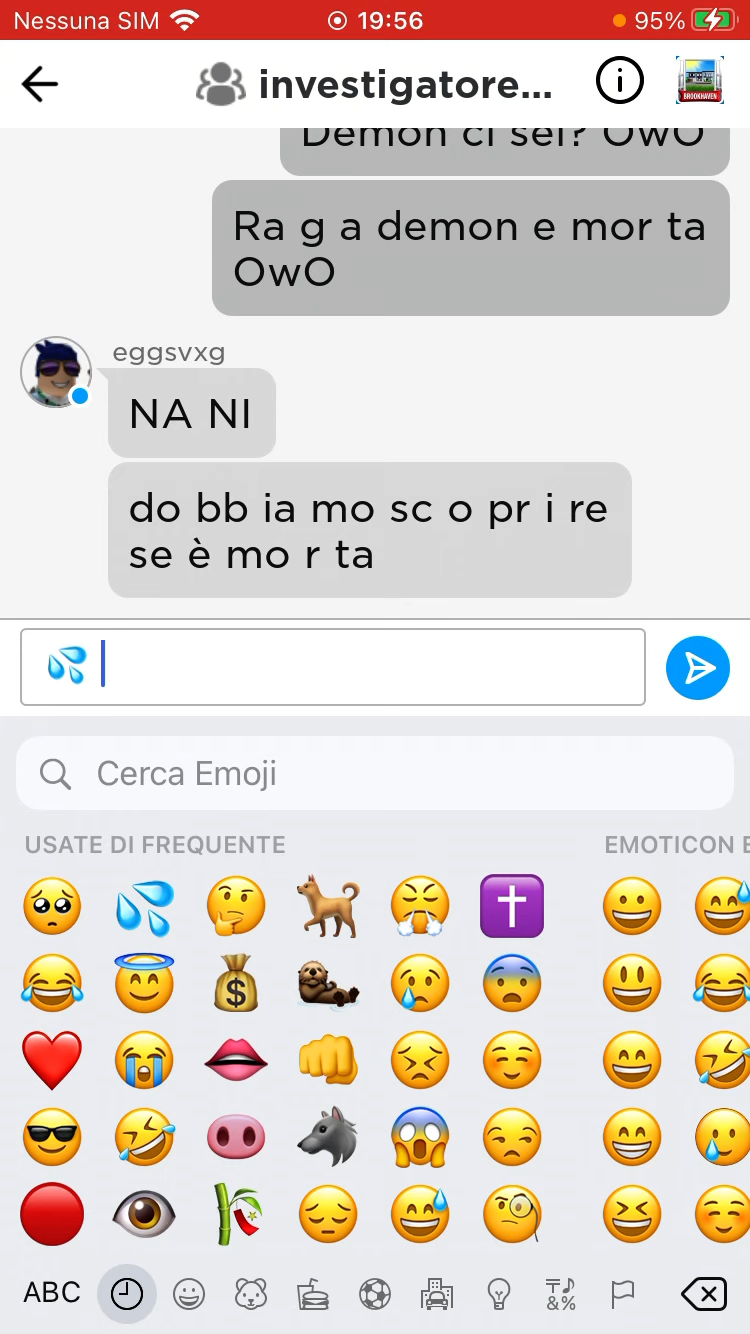 Nessuna SIM 19:56 95%
investigatore...
BROOKHAVEN
Demon ci sei? OwO
Ra g a demon e mor ta
OwO
eggsvxg
NA NI
do bb ia mo sc o pr i re
se è mo r ta
Cerca Emoji
USATE DI FREQUENTE EMOTICON E
ABC